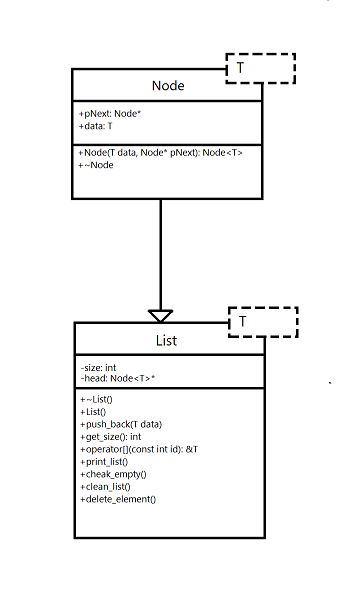 T
Node
+pNext: Node*
+data: T
+Node(T data, Node* pNext): Node<T>
+~Node
T
List
-size: int
-head: Node<T>*
+~List()
+List()
+push_back(T data)
+get_size(): int
+operator[](const int id): &T
+print_list()
+cheak_empty()
+clean_list()
+delete_element()